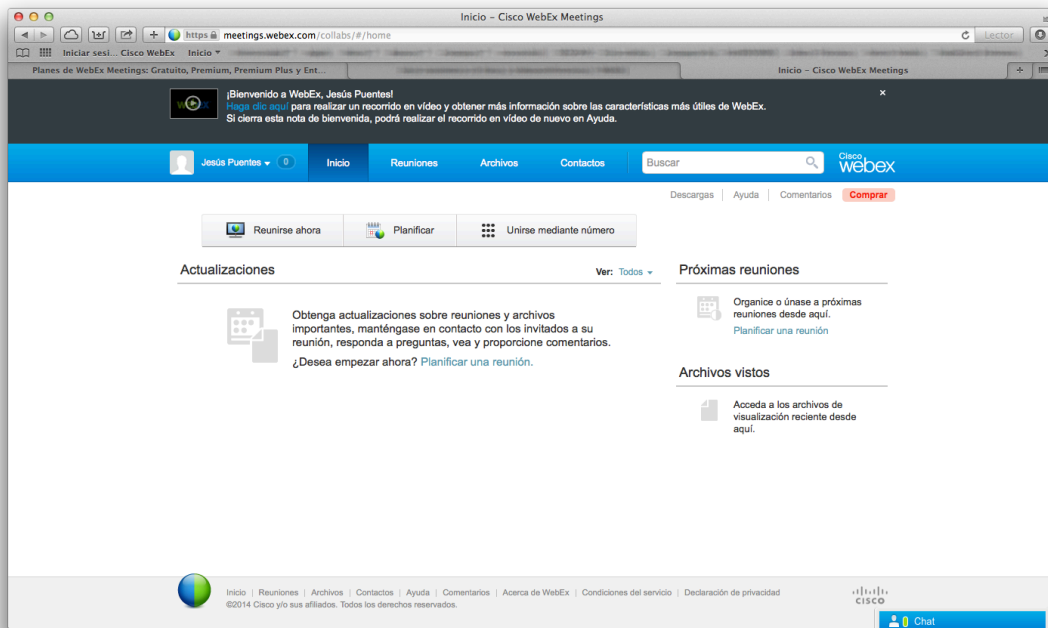 Inicio – Cisco WebEx Meetings
https meetings.webex.com/collabs/#/home
Lector
Iniciar sesi... Cisco WebEx Inicio
Planes de WebEx Meetings: Gratuito, Premium, Premium Plus y Ent...
Inicio – Cisco WebEx Meetings
¡Bienvenido a WebEx, Jesús Puentes!
Haga clic aquí para realizar un recorrido en vídeo y obtener más información sobre las características más útiles de WebEx.
Si cierra esta nota de bienvenida, podrá realizar el recorrido en vídeo de nuevo en Ayuda.
Jesús Puentes 0 Inicio Reuniones Archivos Contactos Buscar Cisco webex
Descargas Ayuda Comentarios Comprar
Reunirse ahora Planificar Unirse mediante número
Actualizaciones Ver: Todos
Obtenga actualizaciones sobre reuniones y archivos
importantes, manténgase en contacto con los invitados a su
reunión, responda a preguntas, vea y proporcione comentarios.
¿Desea empezar ahora? Planificar una reunión.
Próximas reuniones
Organice o únase a próximas
reuniones desde aquí.
Planificar una reunión
Archivos vistos
Acceda a los archivos de
visualización reciente desde
aquí.
Inicio | Reuniones | Archivos | Contactos | Ayuda | Comentarios | Acerca de WebEx | Condiciones del servicio | Declaración de privacidad
©2014 Cisco y/o sus afiliados. Todos los derechos reservados.
CISCO
Chat